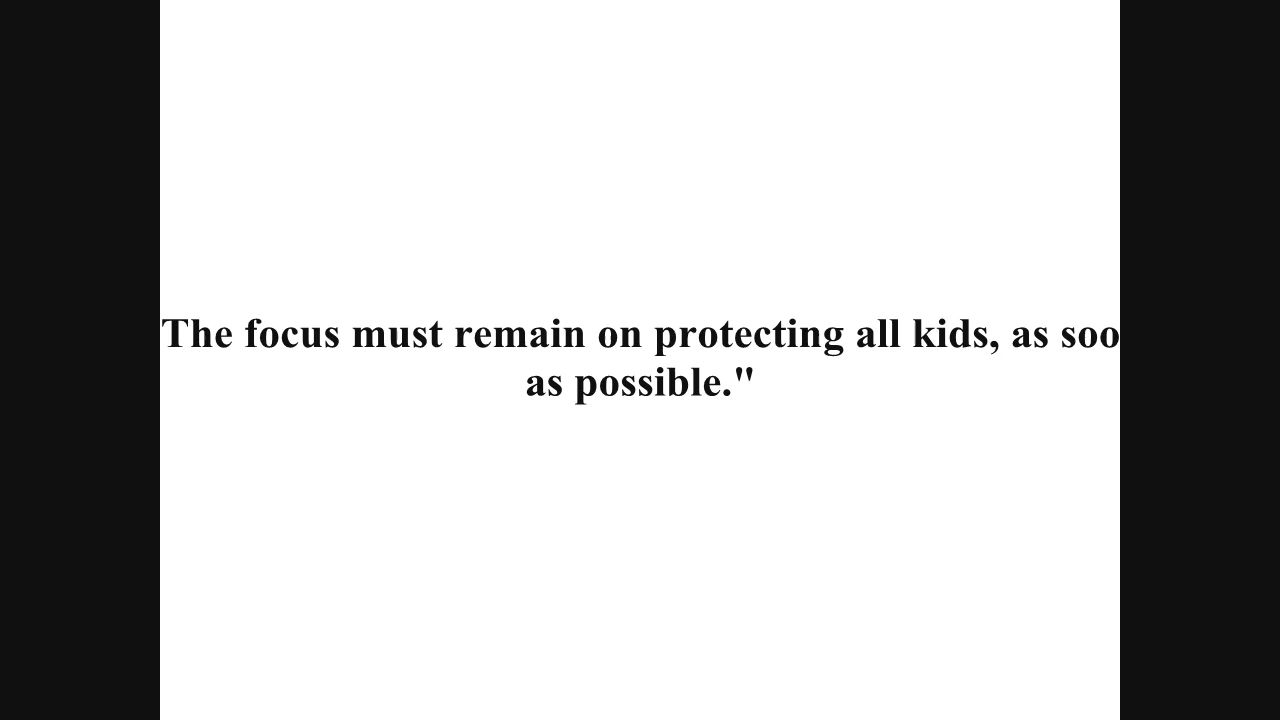 The focus must remain on protecting all kids, as soo
as possible."